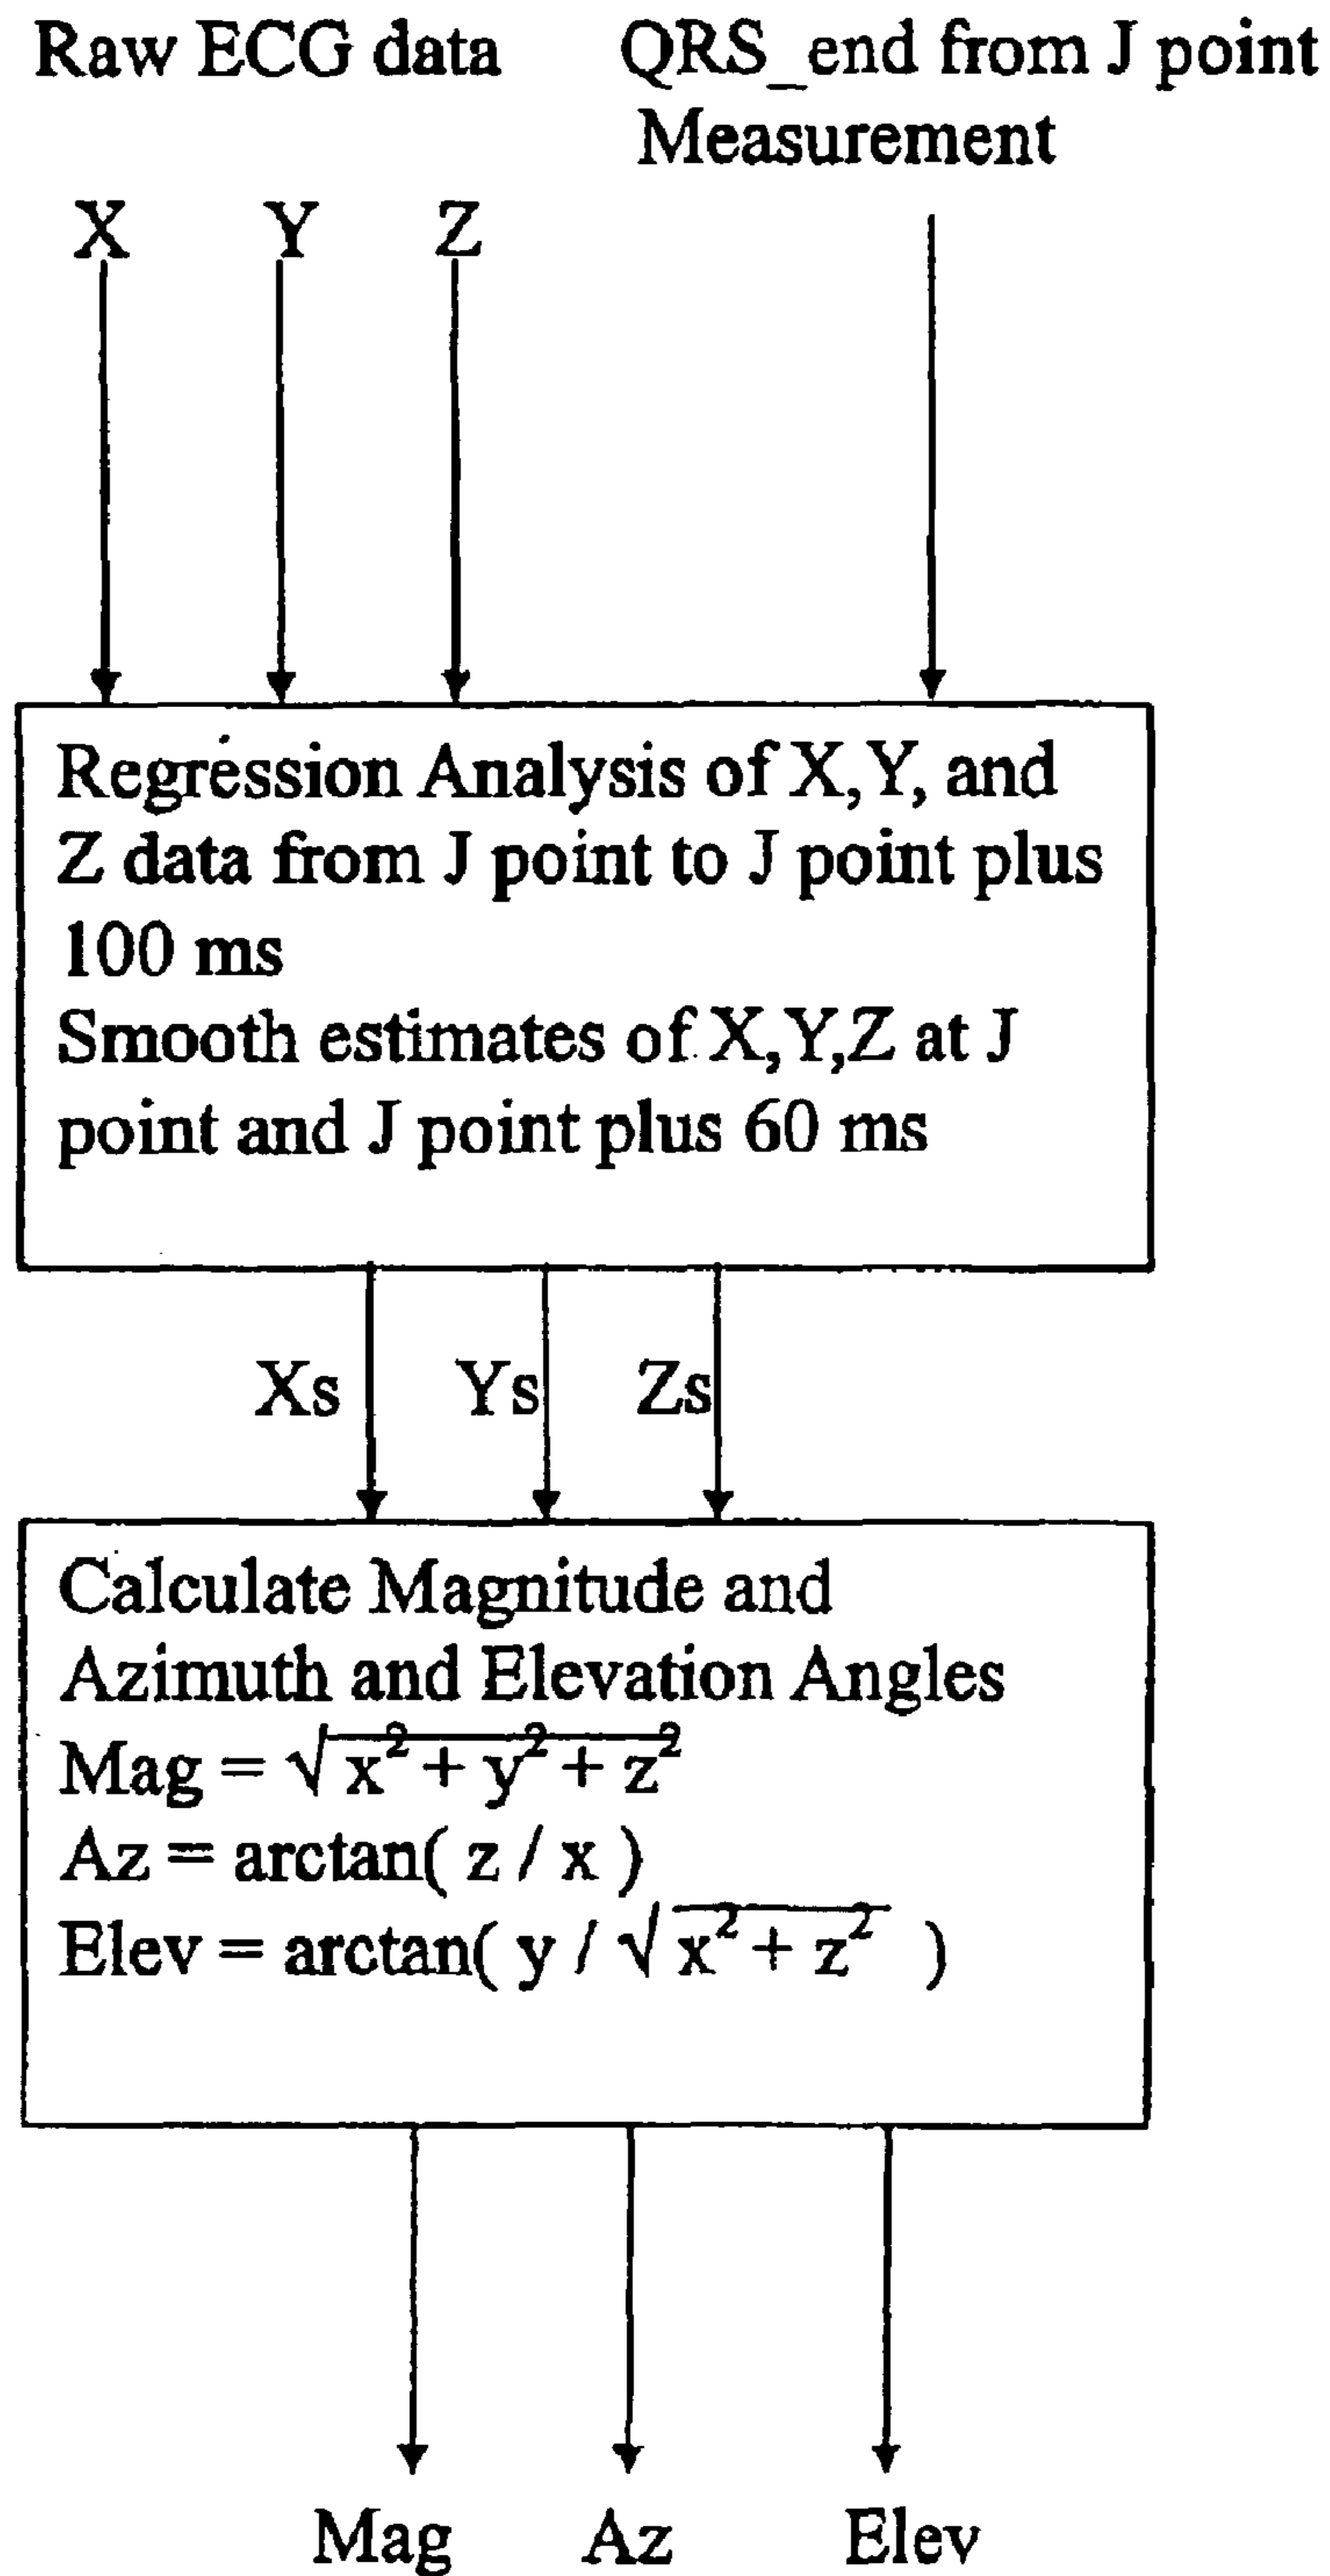 Raw ECG data
QRS_end from J point
Measurement
X Y Z
Regression Analysis of X,Y, and
Z data from J point to J point plus
100 ms
Smooth estimates of X,Y,Z at J
point and J point plus 60 ms
Xs Ys Zs
Calculate Magnitude and
Azimuth and Elevation Angles
Mag = √x² + y² + z²
Az = arctan( z / x )
Elev = arctan( y / √x² + z² )
Mag Az Elev